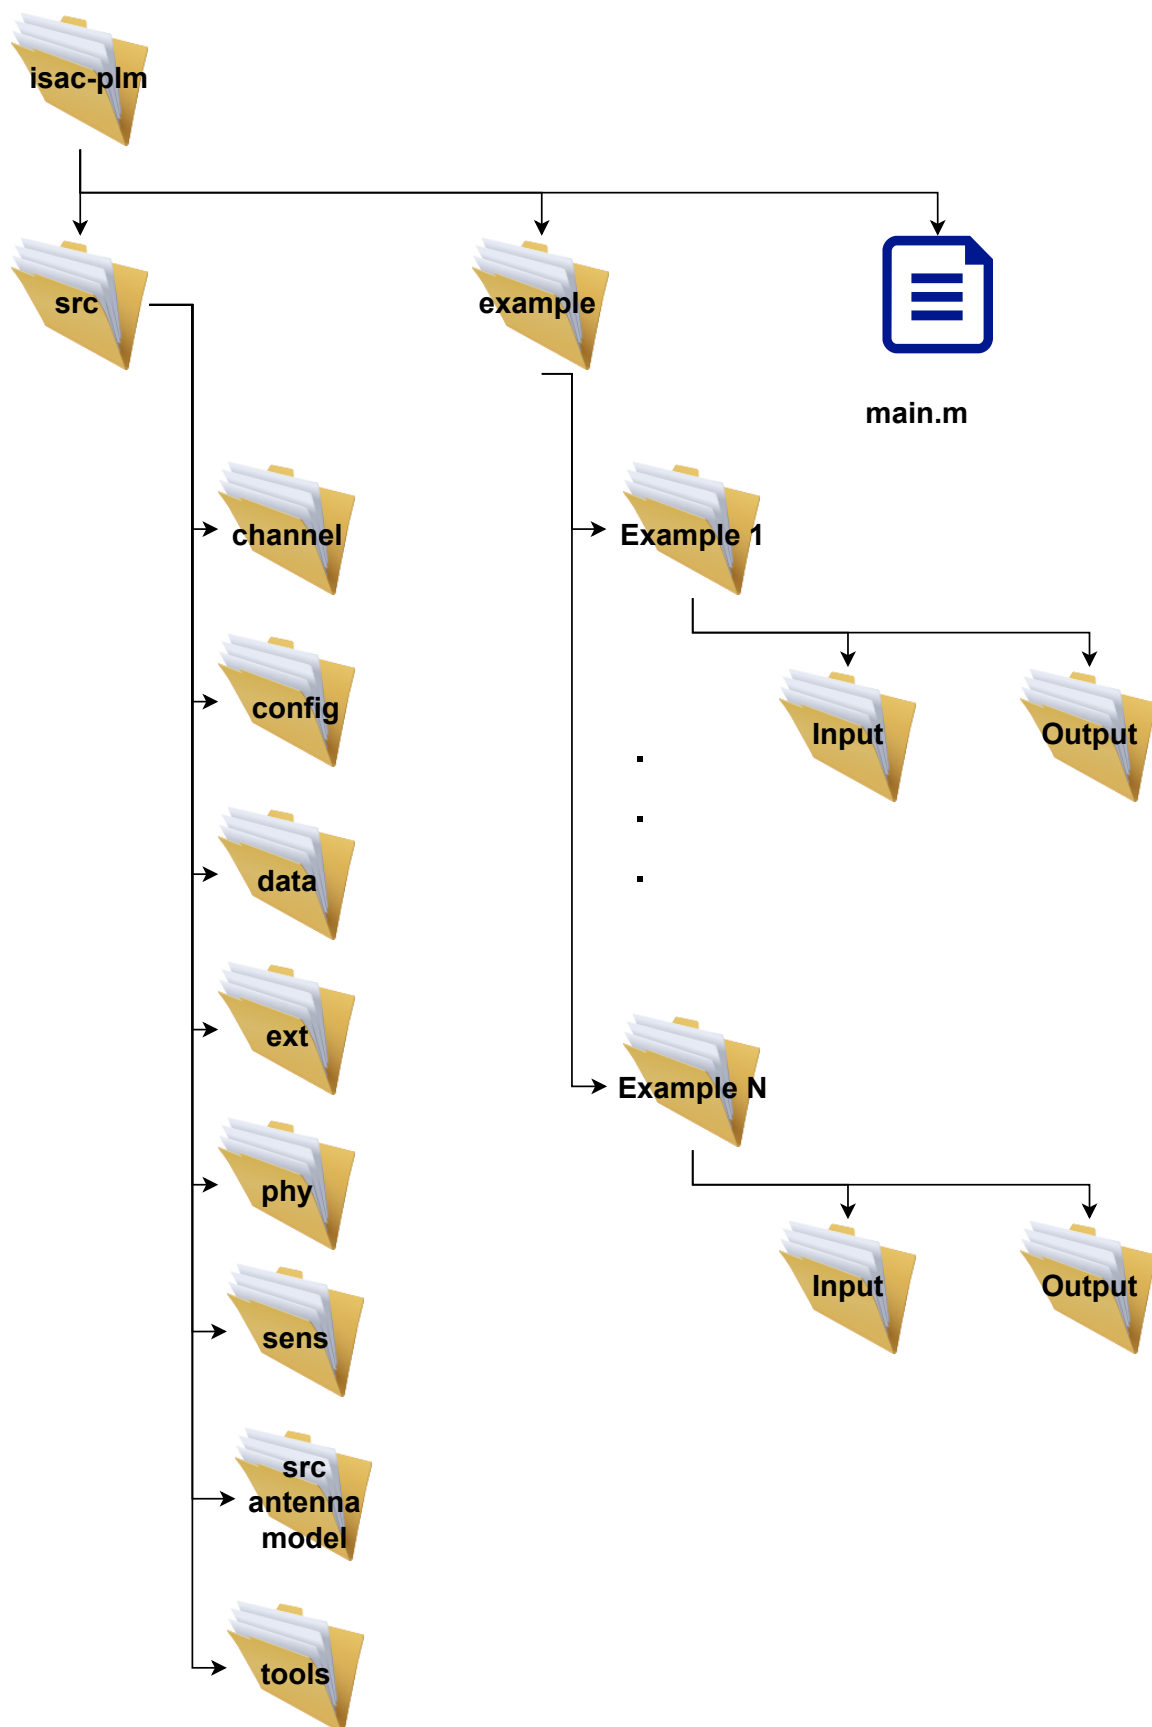 isac-plm
src
example
main.m
channel
Example 1
config
Input
Output
.
.
.
data
ext
Example N
phy
Input
Output
sens
src
antenna
model
tools